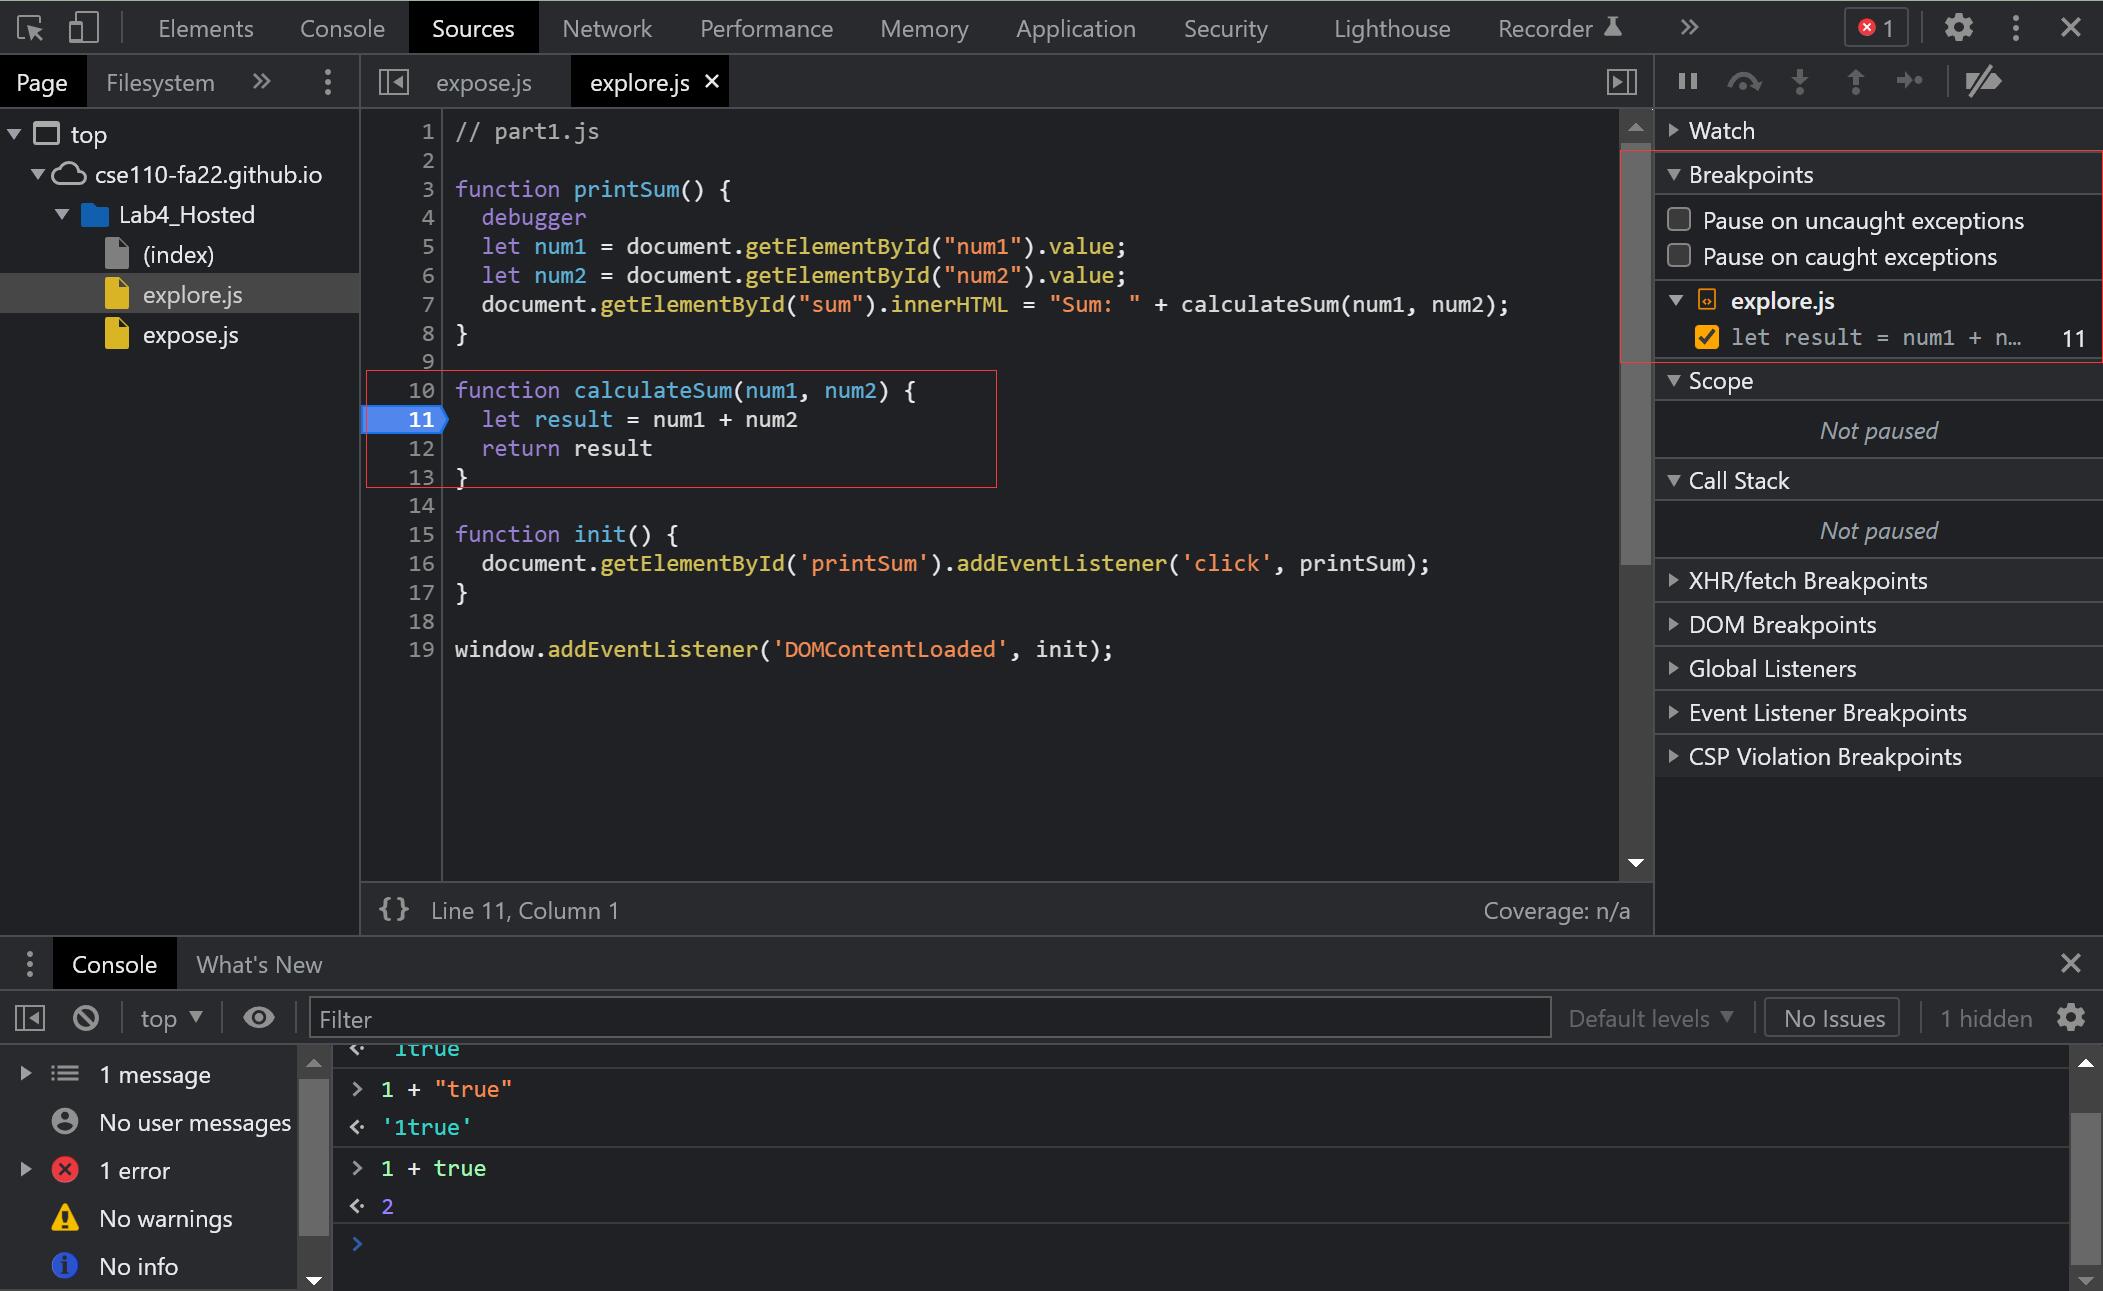 Elements Console Sources Network Performance Memory Application Security Lighthouse Recorder 1
Page Filesystem
expose.js explore.js
top
cse110-fa22.github.io
Lab4_Hosted
(index)
explore.js
expose.js
1 // part1.js
2
3 function printSum() {
4 debugger
5 let num1 = document.getElementById("num1").value;
6 let num2 = document.getElementById("num2").value;
7 document.getElementById("sum").innerHTML = "Sum: " + calculateSum(num1, num2);
8 }
9
10 function calculateSum(num1, num2) {
11 let result = num1 + num2
12 return result
13 }
14
15 function init() {
16 document.getElementById('printSum').addEventListener('click', printSum);
17 }
18
19 window.addEventListener('DOMContentLoaded', init);
{} Line 11, Column 1 Coverage: n/a
Watch
Breakpoints
Pause on uncaught exceptions
Pause on caught exceptions
explore.js
let result = num1 + n… 11
Scope
Not paused
Call Stack
Not paused
XHR/fetch Breakpoints
DOM Breakpoints
Global Listeners
Event Listener Breakpoints
CSP Violation Breakpoints
Console What's New
top Filter Default levels No Issues 1 hidden
1 message
No user messages
1 error
No warnings
No info
1true
> 1 + "true"
'1true'
> 1 + true
2
>